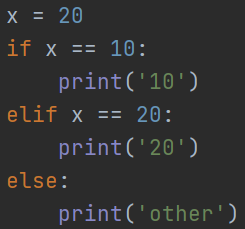 x = 20
if x == 10:
    print('10')
elif x == 20:
    print('20')
else:
    print('other')